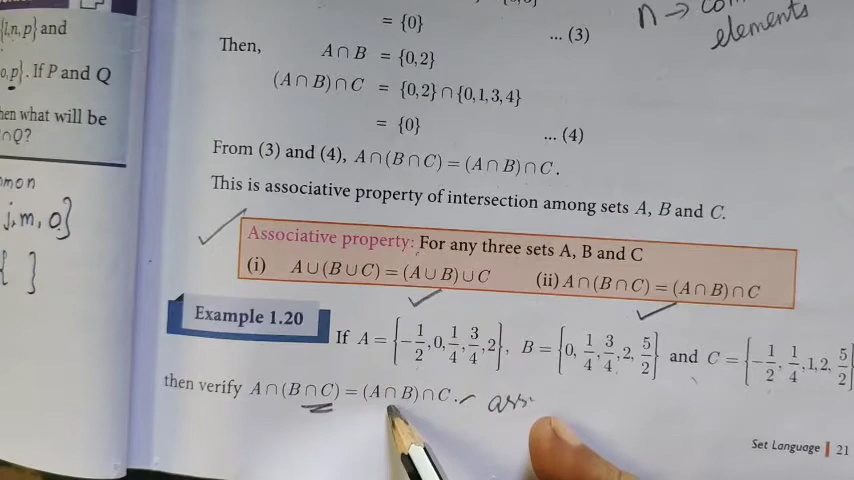 = {0} ... (3)
n → com
elements
{l,n,p} and
Then, A∩B = {0,2}
o,p}. If P and Q
(A∩B)∩C = {0,2}∩{0,1,3,4}
hen what will be
= {0} ... (4)
∩Q?
From (3) and (4), A∩(B∩C)=(A∩B)∩C.
mon
This is associative property of intersection among sets A, B and C.
j,m,o}
{ }
Associative property: For any three sets A, B and C
(i) A∪(B∪C)=(A∪B)∪C (ii) A∩(B∩C)=(A∩B)∩C
Example 1.20
If A={-1/2,0,1/4,3/4,2}, B={0,1/4,3/4,2,5/2} and C={-1/2,1/4,1,2,5/2
then verify A∩(B∩C)=(A∩B)∩C. ass
Set Language | 21